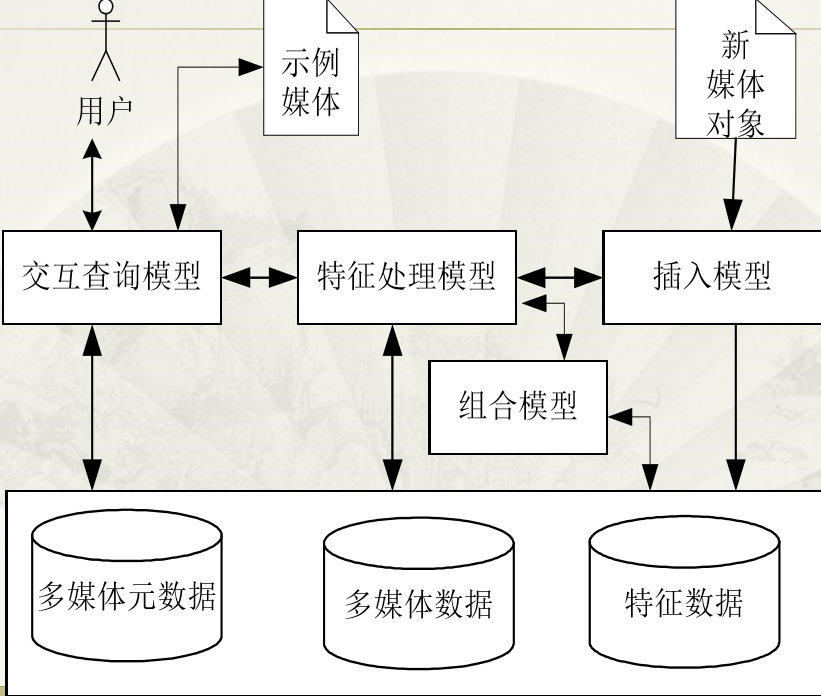 示例
媒体
新
媒体
对象
用户
交互查询模型
特征处理模型
插入模型
组合模型
多媒体元数据
多媒体数据
特征数据